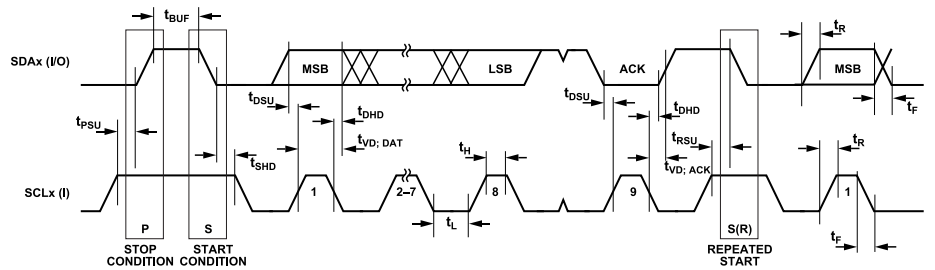 tBUF
tR
SDAx (I/O)
MSB
LSB
ACK
MSB
tDSU
tDHD
tDSU
tDHD
tF
tPSU
tVD; DAT
tRSU
tR
tSHD
tH
tVD; ACK
SCLx (I)
1
2–7
8
9
1
tL
tF
P
S
S(R)
STOP
CONDITION
START
CONDITION
REPEATED
START